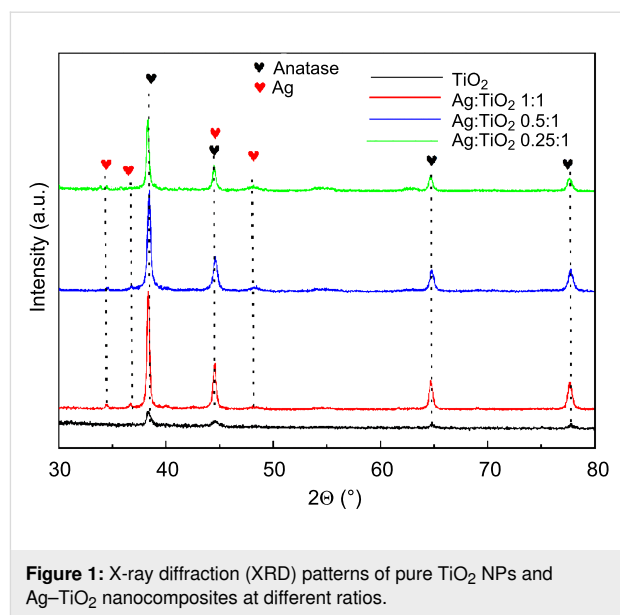 ♥ Anatase
♥ Ag
TiO₂
Ag:TiO₂ 1:1
Ag:TiO₂ 0.5:1
Ag:TiO₂ 0.25:1
Intensity (a.u.)
30 40 50 60 70 80
2Θ (°)
Figure 1: X-ray diffraction (XRD) patterns of pure TiO₂ NPs and
Ag–TiO₂ nanocomposites at different ratios.